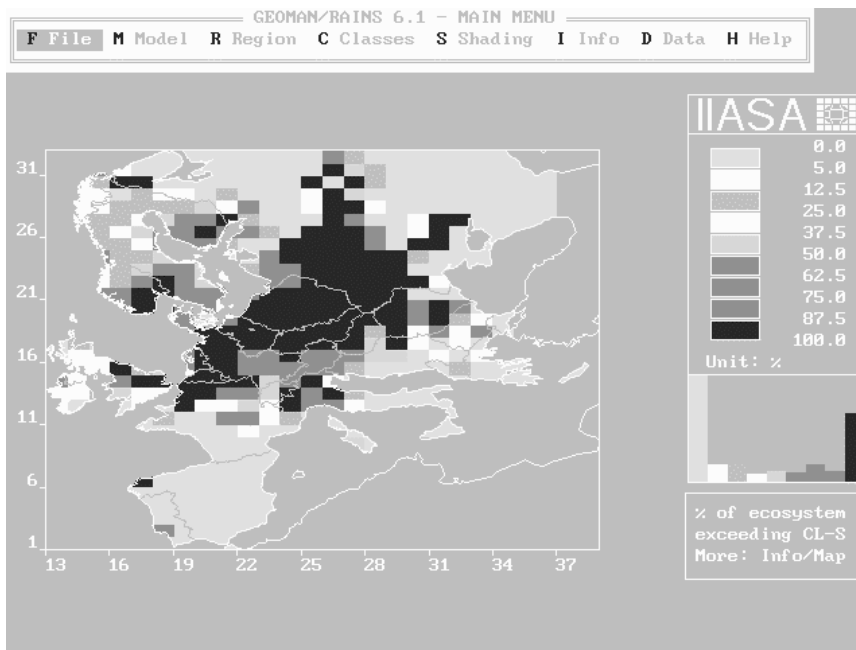 GEOMAN/RAINS 6.1 - MAIN MENU
F File M Model R Region C Classes S Shading I Info D Data H Help
IIASA
0.0
5.0
12.5
25.0
37.5
50.0
62.5
75.0
87.5
100.0
Unit: %
31
26
21
16
11
6
1
13 16 19 22 25 28 31 34 37
% of ecosystem
exceeding CL-S
More: Info/Map